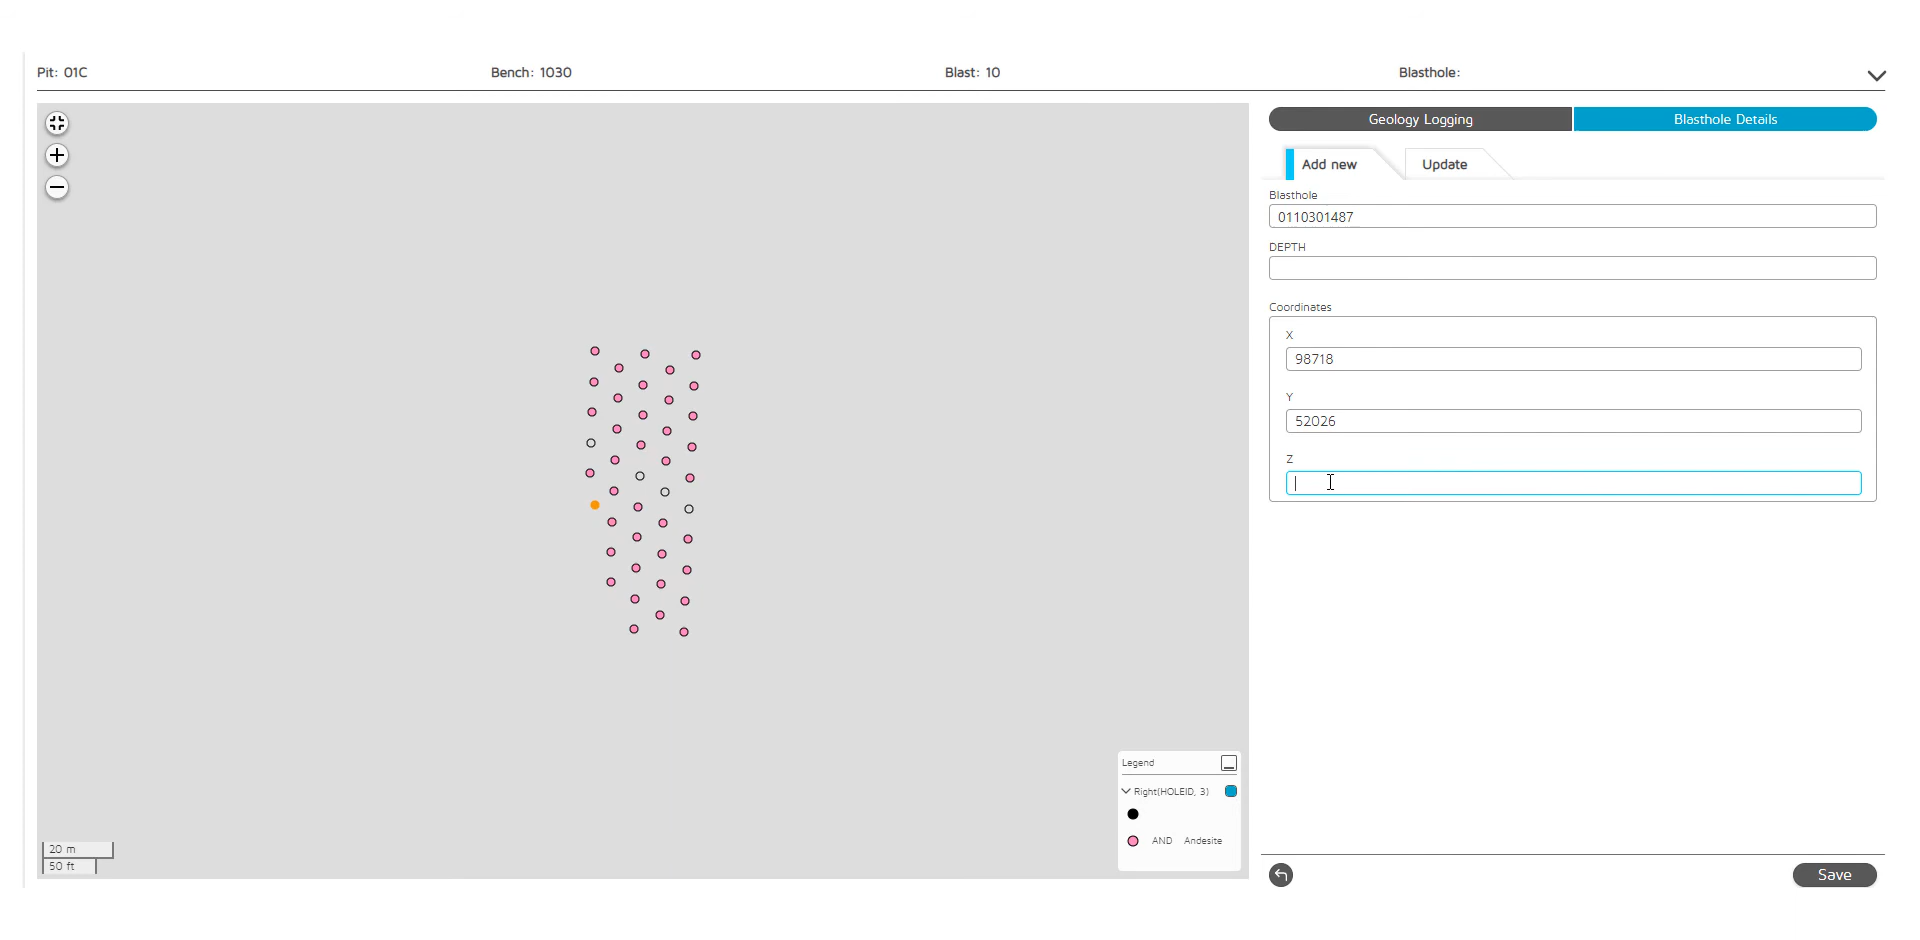 Pit: 01C
Bench: 1030
Blast: 10
Blasthole:
Geology Logging
Blasthole Details
Add new
Update
Blasthole
0110301487
DEPTH
Coordinates
X
98718
Y
52026
Z
Legend
Right(HOLEID, 3)
AND Andesite
20 m
50 ft
Save